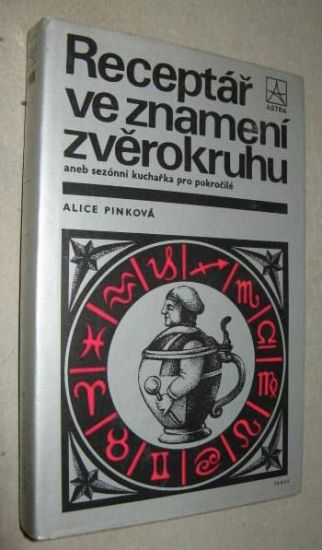 Receptář
ve znamení
zvěrokruhu
aneb sezónní kuchařka pro pokročilé
ASTRA
ALICE PINKOVÁ
PRÁCE